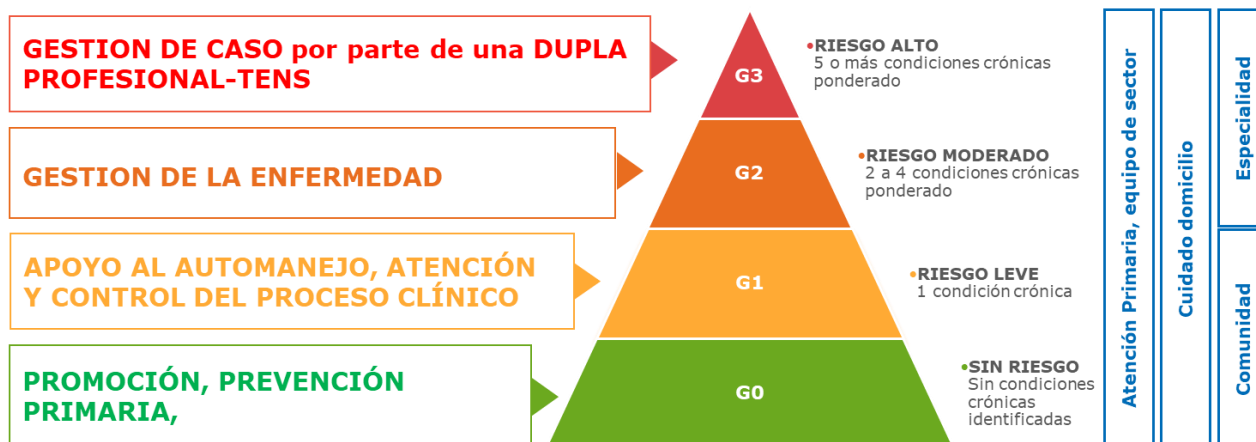 GESTION DE CASO por parte de una DUPLA
PROFESIONAL-TENS
G3
•RIESGO ALTO
5 o más condiciones crónicas
ponderado
GESTION DE LA ENFERMEDAD
G2
•RIESGO MODERADO
2 a 4 condiciones crónicas
ponderado
APOYO AL AUTOMANEJO, ATENCIÓN
Y CONTROL DEL PROCESO CLÍNICO
G1
•RIESGO LEVE
1 condición crónica
PROMOCIÓN, PREVENCIÓN
PRIMARIA,
G0
•SIN RIESGO
Sin condiciones
crónicas
identificadas
Atención Primaria, equipo de sector
Cuidado domicilio
Especialidad
Comunidad